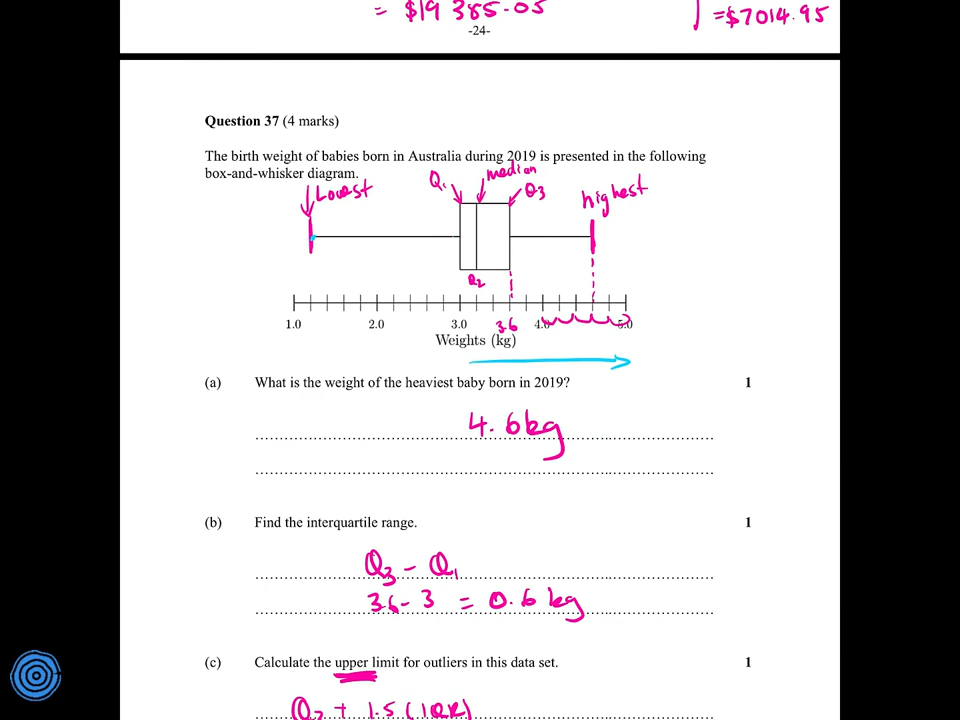 = $19 385.05
= $7014.95
-24-
Question 37 (4 marks)
The birth weight of babies born in Australia during 2019 is presented in the following
box-and-whisker diagram.
Lowest
Q1
median
Q3
highest
Q2
1.0 2.0 3.0 3.6 4.0 5.0
Weights (kg)
(a) What is the weight of the heaviest baby born in 2019? 1
4.6kg
(b) Find the interquartile range. 1
Q3 - Q1
36 - 3 = 0.6 kg
(c) Calculate the upper limit for outliers in this data set. 1
Q3 + 1.5 (IQR)